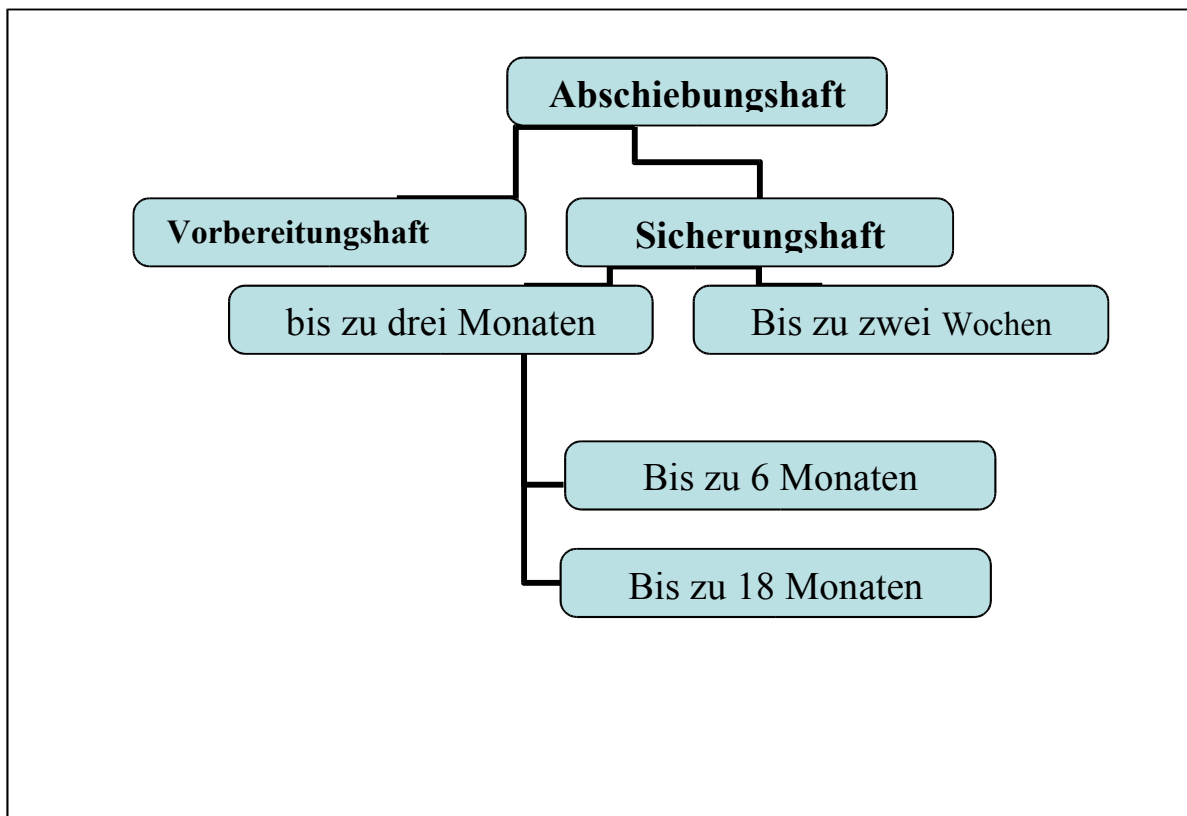 Abschiebungshaft
Vorbereitungshaft
Sicherungshaft
bis zu drei Monaten
Bis zu zwei Wochen
Bis zu 6 Monaten
Bis zu 18 Monaten